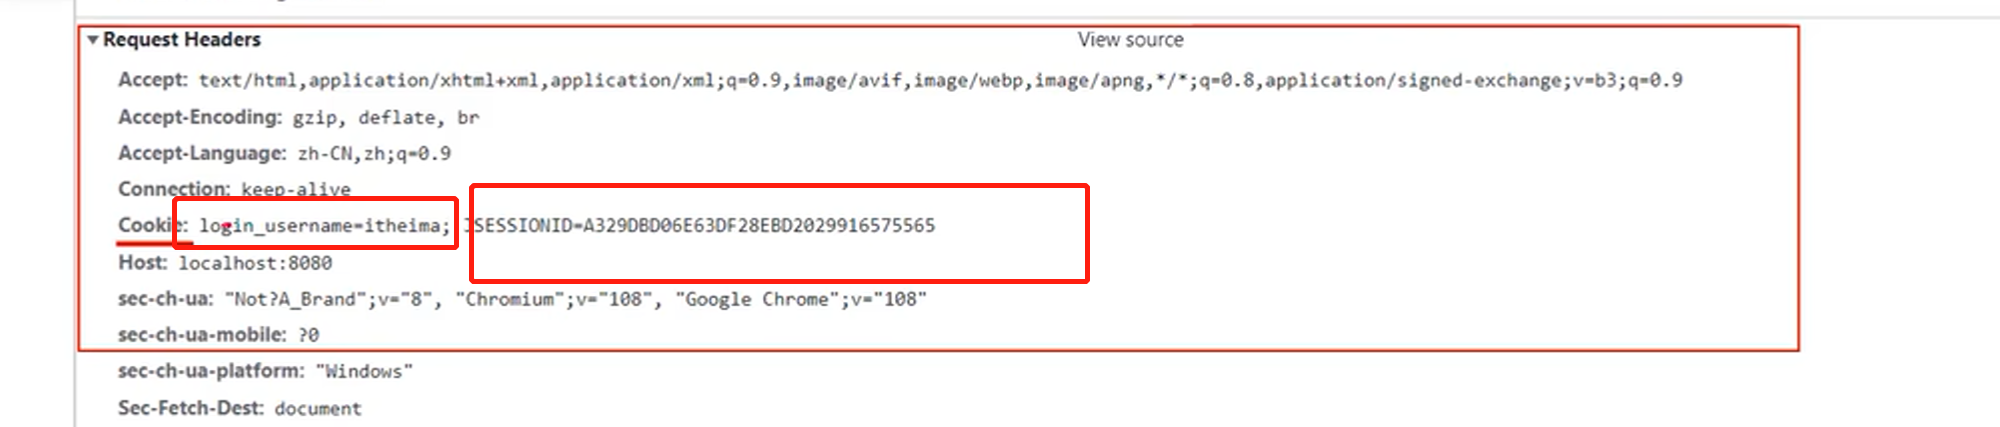 Request Headers View source
Accept: text/html,application/xhtml+xml,application/xml;q=0.9,image/avif,image/webp,image/apng,*/*;q=0.8,application/signed-exchange;v=b3;q=0.9
Accept-Encoding: gzip, deflate, br
Accept-Language: zh-CN,zh;q=0.9
Connection: keep-alive
Cookie: login_username=itheima; JSESSIONID=A329DBD06E63DF28EBD2029916575565
Host: localhost:8080
sec-ch-ua: "Not?A_Brand";v="8", "Chromium";v="108", "Google Chrome";v="108"
sec-ch-ua-mobile: ?0
sec-ch-ua-platform: "Windows"
Sec-Fetch-Dest: document